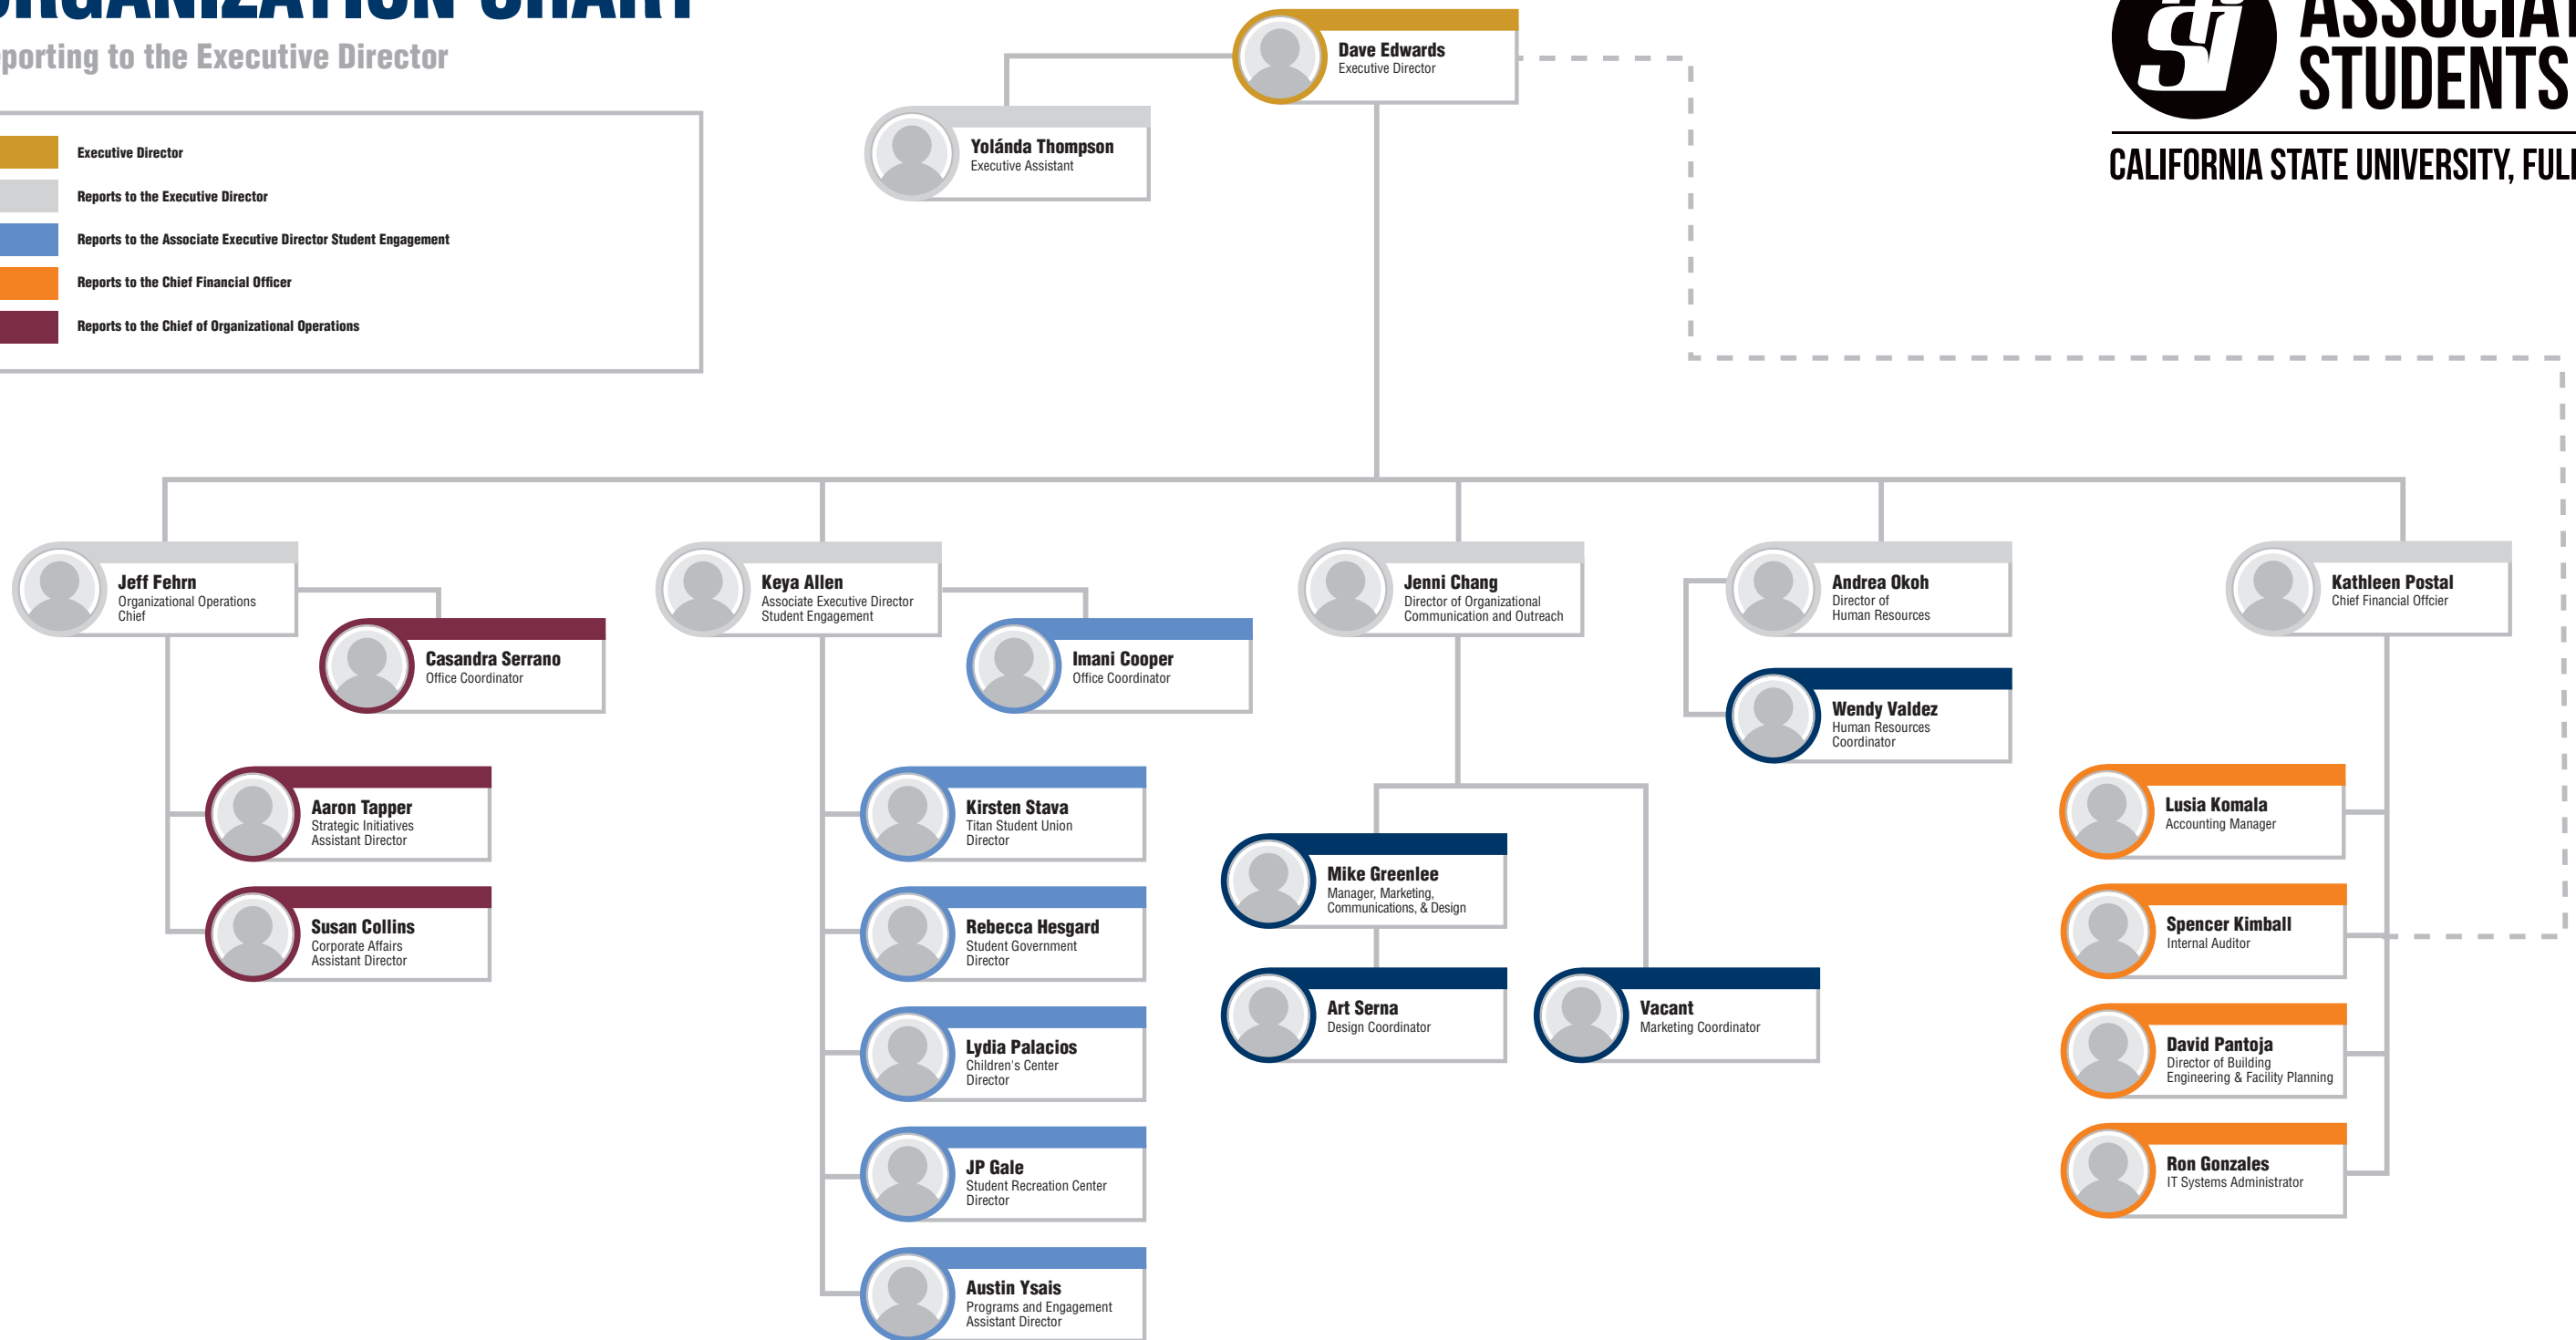 ORGANIZATION CHART
porting to the Executive Director
Executive Director
Reports to the Executive Director
Reports to the Associate Executive Director Student Engagement
Reports to the Chief Financial Officer
Reports to the Chief of Organizational Operations
STUDENTS
CALIFORNIA STATE UNIVERSITY,
Dave Edwards
Executive Director
Yolánda Thompson
Executive Assistant
Jeff Fehrn
Organizational Operations
Chief
Casandra Serrano
Office Coordinator
Aaron Tapper
Strategic Initiatives
Assistant Director
Susan Collins
Corporate Affairs
Assistant Director
Keya Allen
Associate Executive Director
Student Engagement
Imani Cooper
Office Coordinator
Kirsten Stava
Titan Student Union
Director
Rebecca Hesgard
Student Government
Director
Lydia Palacios
Children's Center
Director
JP Gale
Student Recreation Center
Director
Austin Ysais
Programs and Engagement
Assistant Director
Jenni Chang
Director of Organizational
Communication and Outreach
Mike Greenlee
Manager, Marketing,
Communications, & Design
Art Serna
Design Coordinator
Vacant
Marketing Coordinator
Andrea Okoh
Director of
Human Resources
Wendy Valdez
Human Resources
Coordinator
Kathleen Postal
Chief Financial Offcier
Lusia Komala
Accounting Manager
Spencer Kimball
Internal Auditor
David Pantoja
Director of Building
Engineering & Facility Planning
Ron Gonzales
IT Systems Administrator